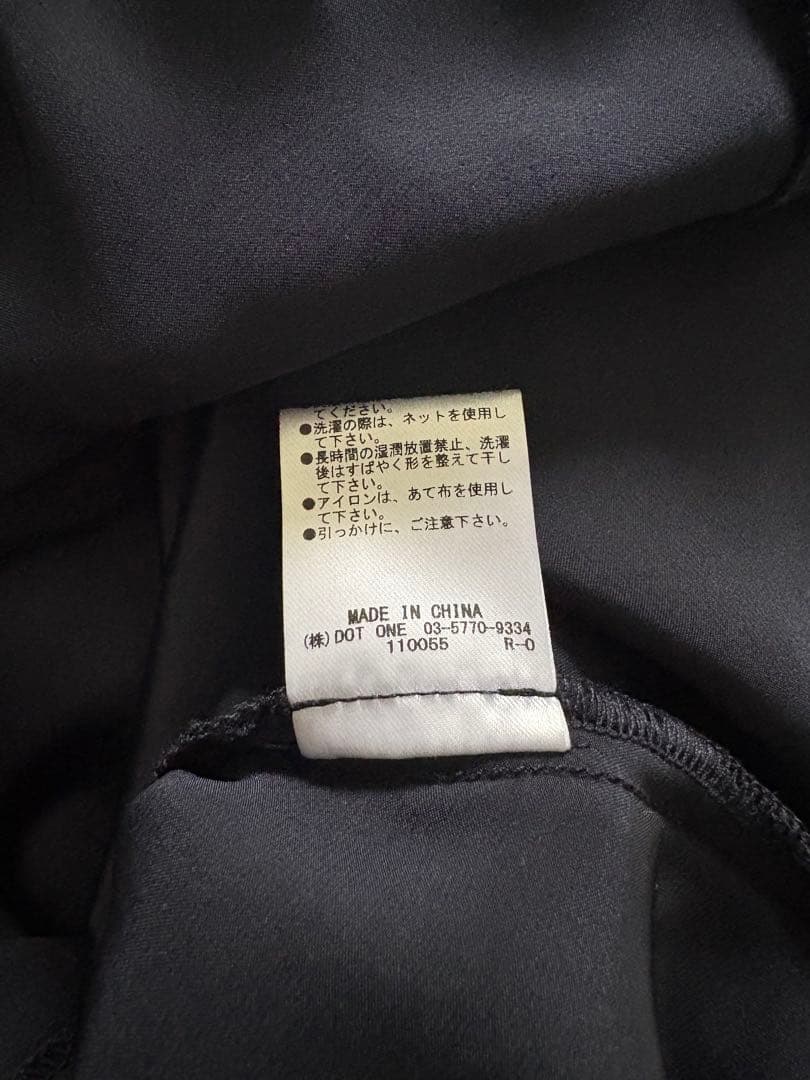 てください。
●洗濯の際は、ネットを使用し
て下さい。
●長時間の湿潤放置禁止、洗濯
後はすばやく形を整えて干し
て下さい。
●アイロンは、あて布を使用し
て下さい。
●引っかけに、ご注意下さい。
MADE IN CHINA
(株)DOT ONE 03-5770-9334
110055 R-0